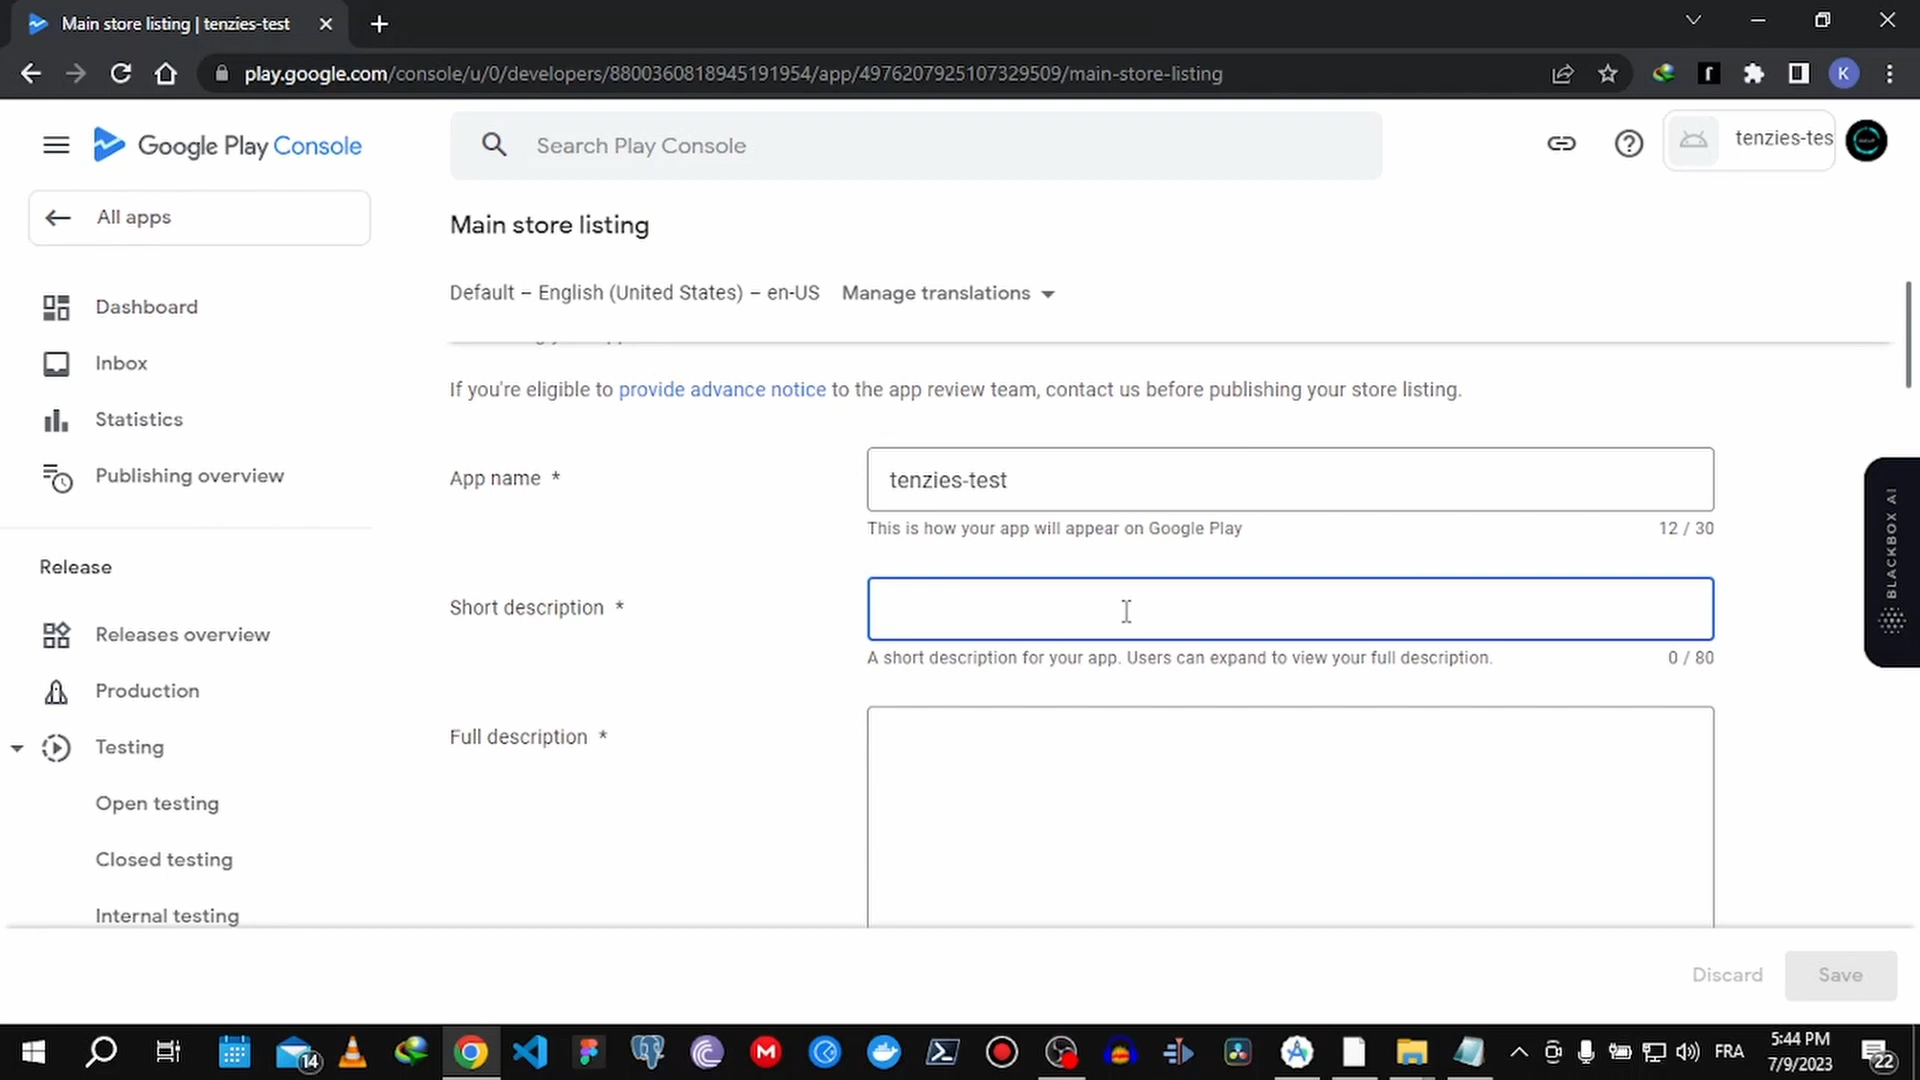 Main store listing | tenzies-test
play.google.com/console/u/0/developers/8800360818945191954/app/4976207925107329509/main-store-listing
K
Google Play Console
Search Play Console
tenzies-tes
All apps
Main store listing
Default – English (United States) – en-US
Manage translations
Dashboard
Inbox
Statistics
Publishing overview
If you're eligible to provide advance notice to the app review team, contact us before publishing your store listing.
App name *
tenzies-test
This is how your app will appear on Google Play
12 / 30
Release
Short description *
A short description for your app. Users can expand to view your full description.
0 / 80
BLACKBOX AI
Releases overview
Production
Full description *
Testing
Open testing
Closed testing
Internal testing
Discard
Save
14
FRA
5:44 PM
7/9/2023
22